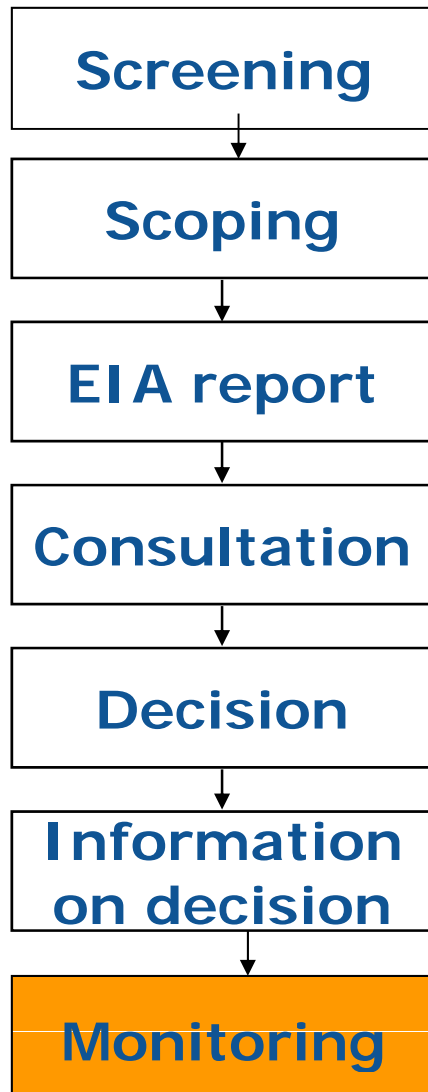 Screening
Scoping
EIA report
Consultation
Decision
Information
on decision
Monitoring